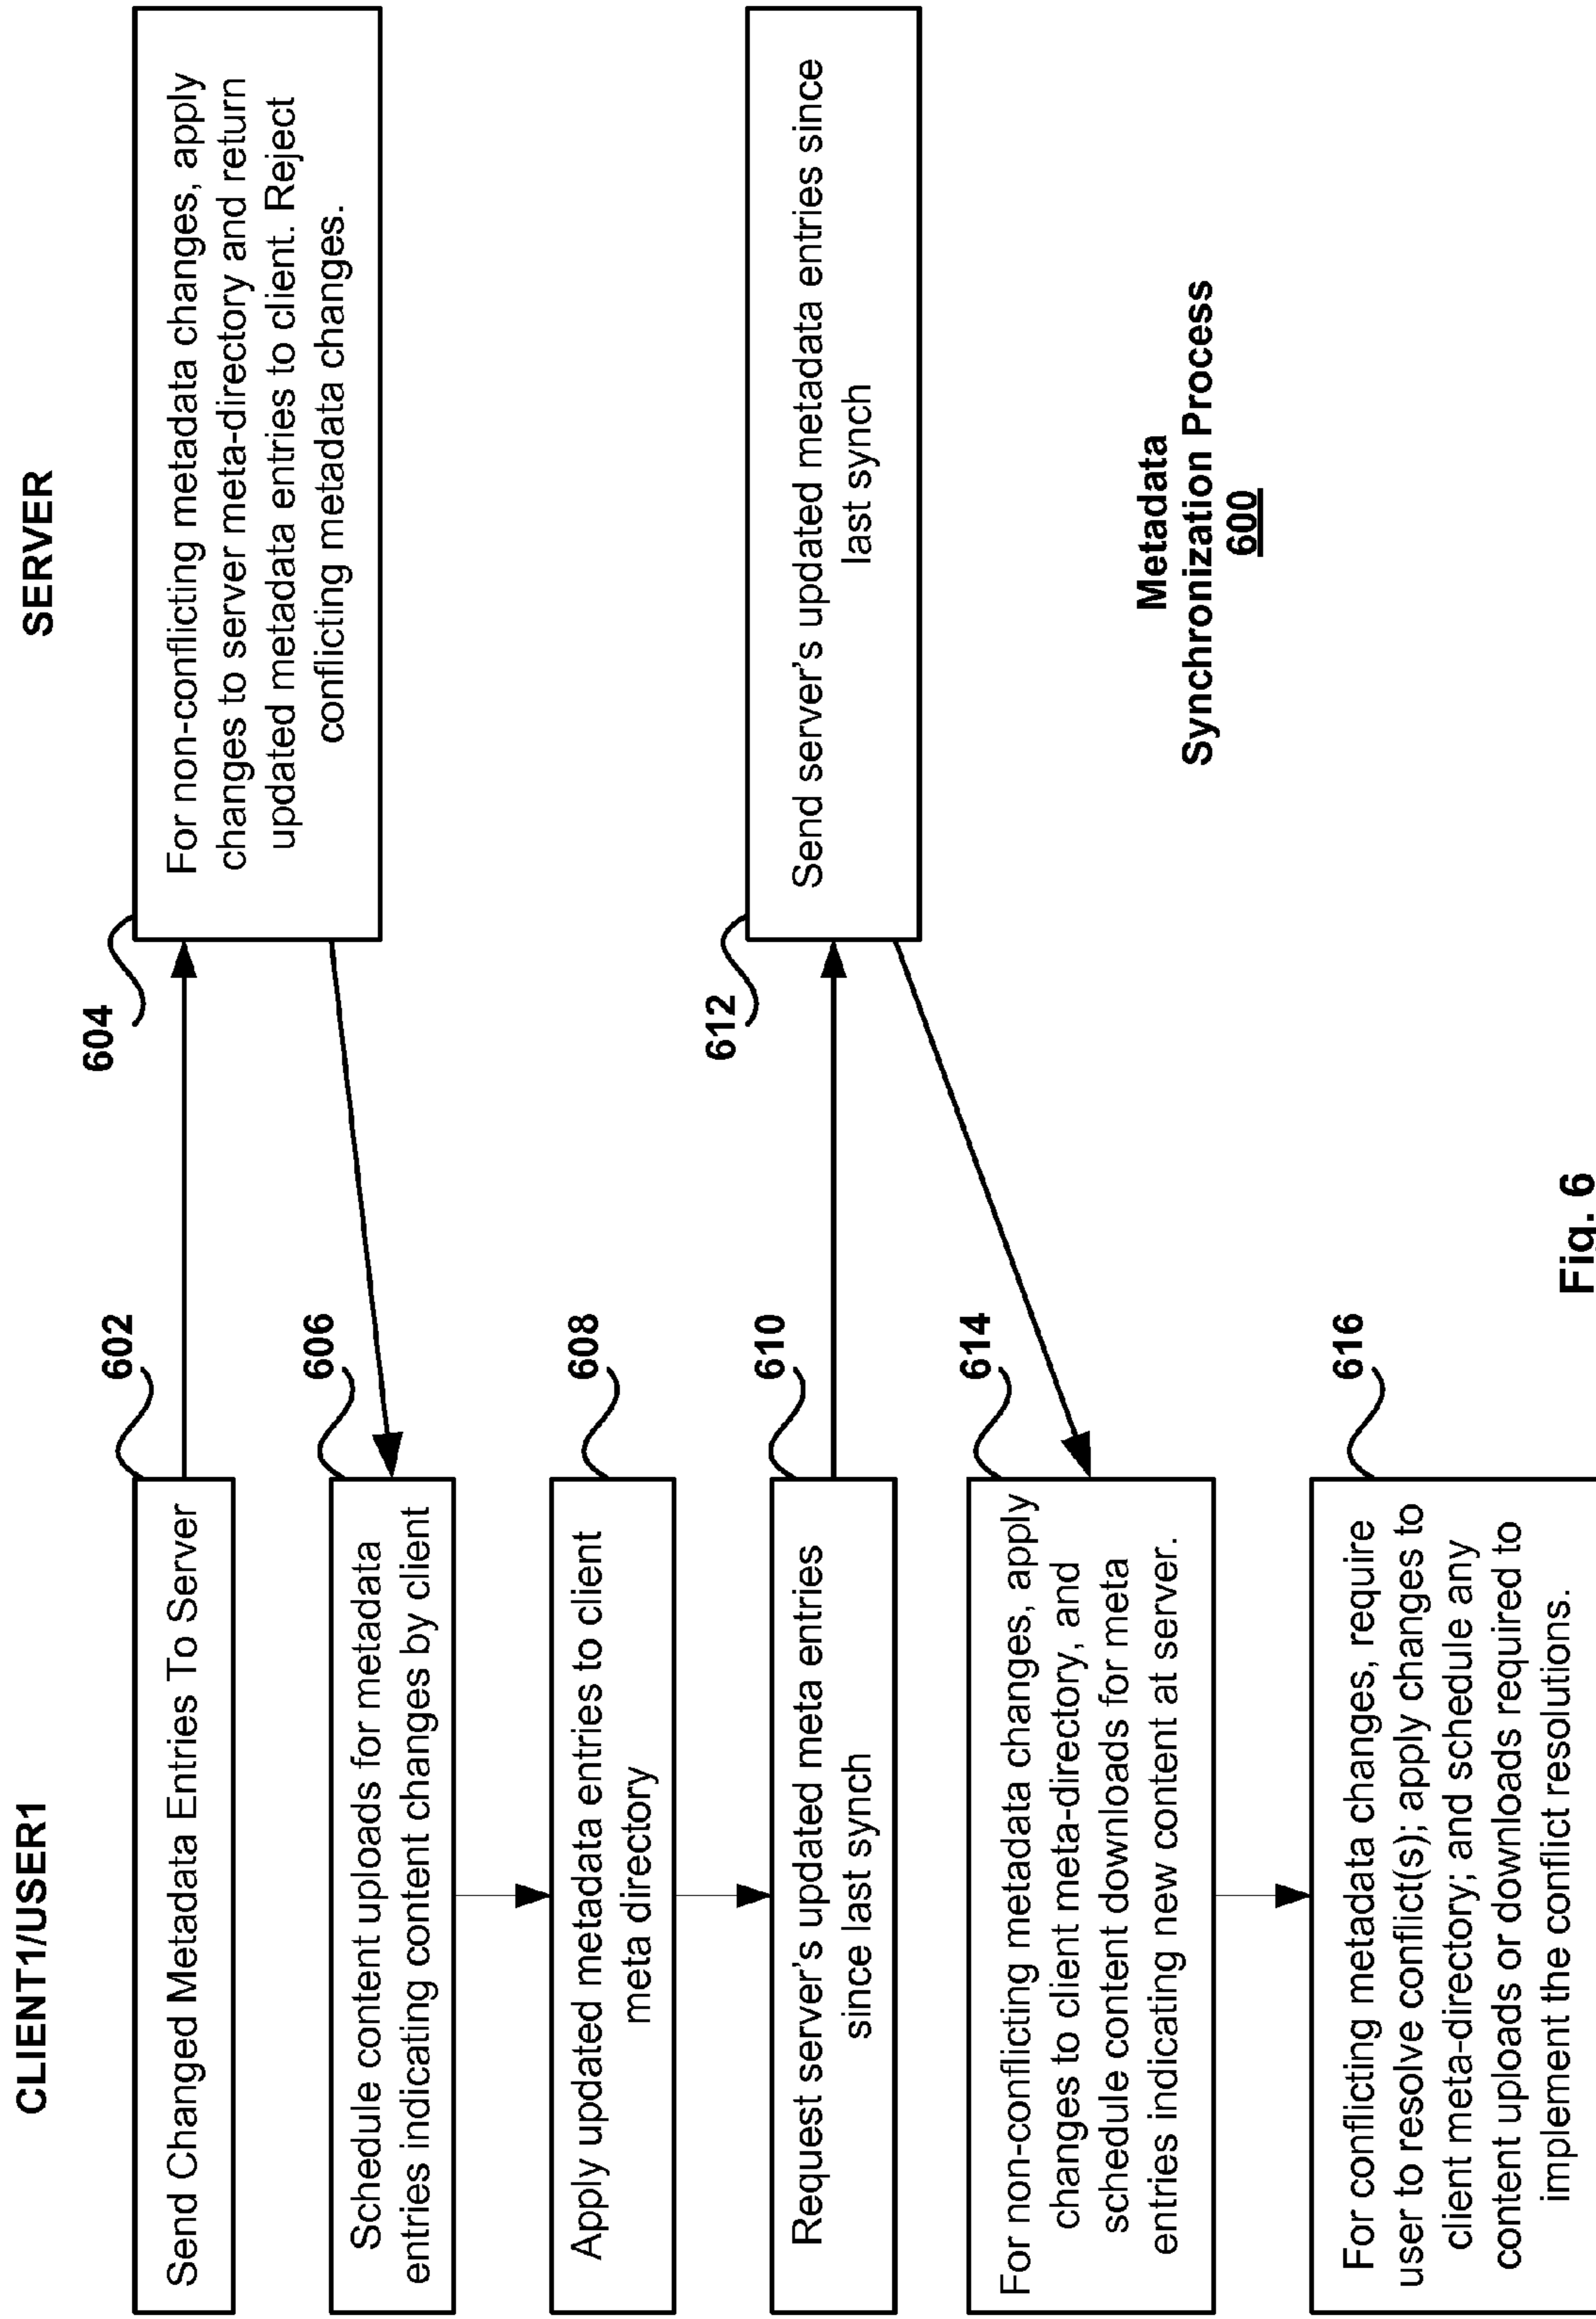 CLIENT1/USER1
SERVER
602
Send Changed Metadata Entries To Server
604
For non-conflicting metadata changes, apply
changes to server meta-directory and return
updated metadata entries to client. Reject
conflicting metadata changes.
606
Schedule content uploads for metadata
entries indicating content changes by client
608
Apply updated metadata entries to client
meta directory
610
Request server's updated meta entries
since last synch
612
Send server's updated metadata entries since
last synch
614
For non-conflicting metadata changes, apply
changes to client meta-directory, and
schedule content downloads for meta
entries indicating new content at server.
616
For conflicting metadata changes, require
user to resolve conflict(s); apply changes to
client meta-directory; and schedule any
content uploads or downloads required to
implement the conflict resolutions.
Metadata
Synchronization Process
600
Fig. 6